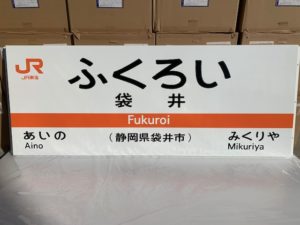 JR
JR東海
ふくろい
袋井
Fukuroi
あいの (静岡県袋井市) みくりや
Aino Mikuriya